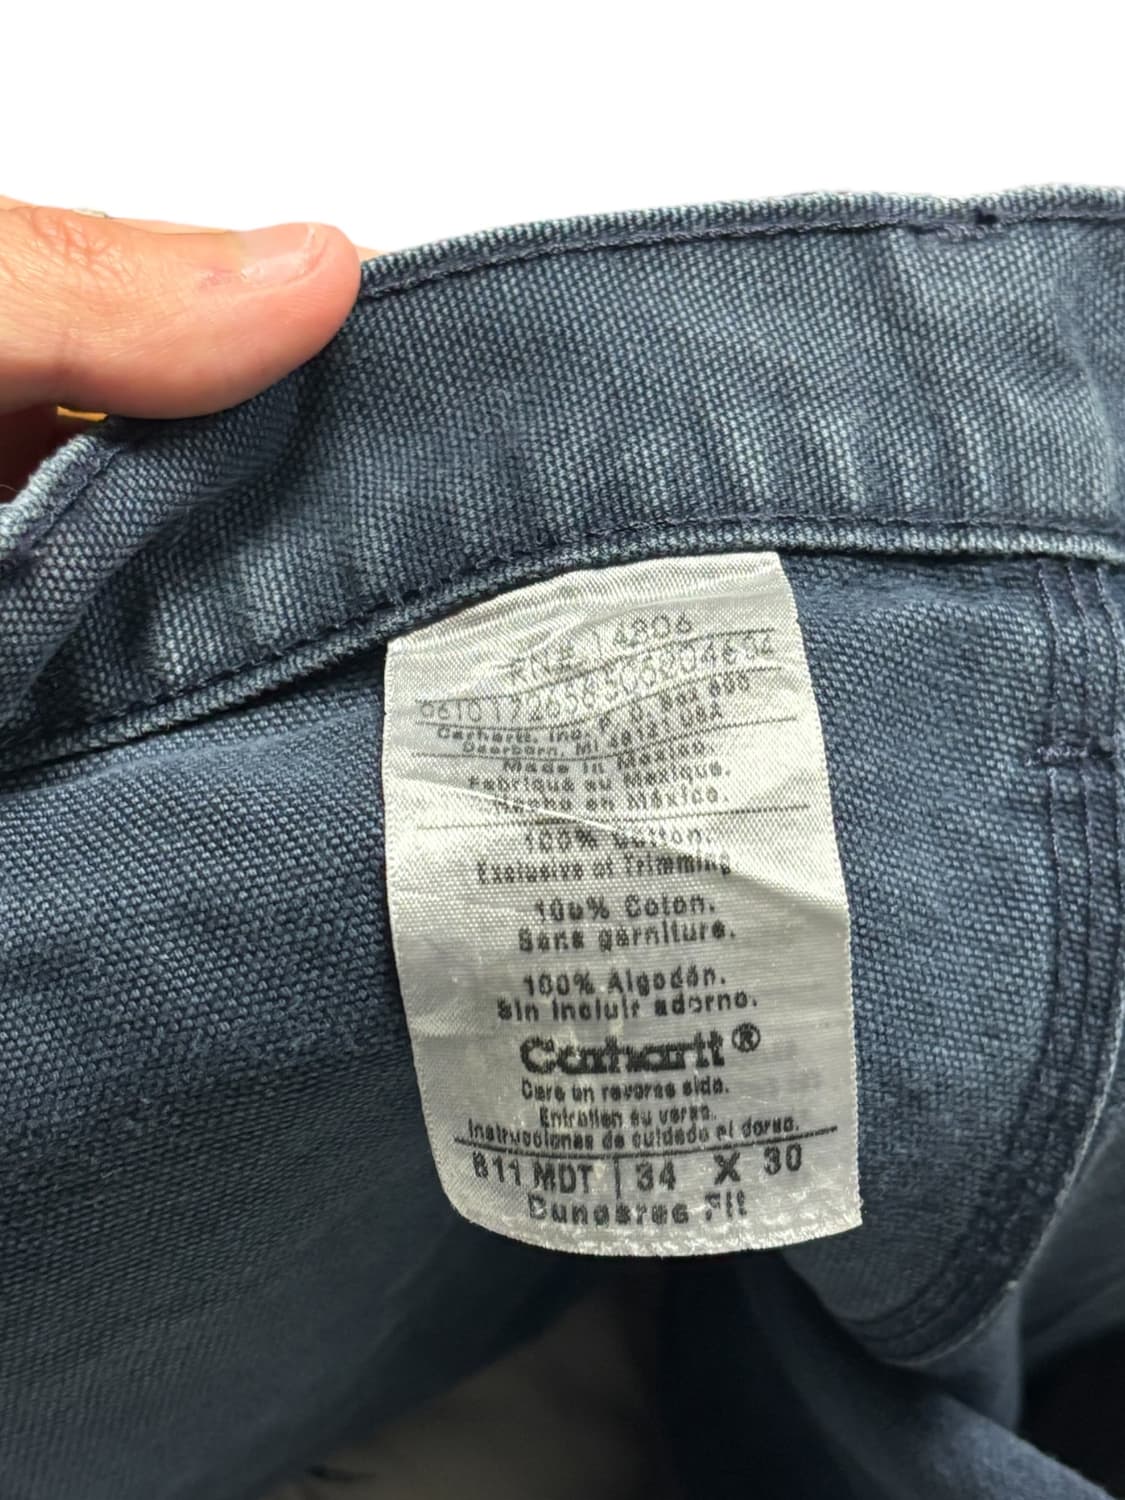 RN# 14806
Carhartt, Inc. P. O. Box 600
Dearborn, MI 48121 USA
Made in Mexico.
Fabriqué au Mexique.
Hecho en México.
100% Cotton.
Exclusive of Trimming
100% Coton.
Sans garniture.
100% Algodón.
Sin incluir adorno.
Carhartt®
Care on reverse side.
Entretien au verso.
Instrucciones de cuidado al dorso.
B11 MDT | 34 X 30
Dungaree Fit